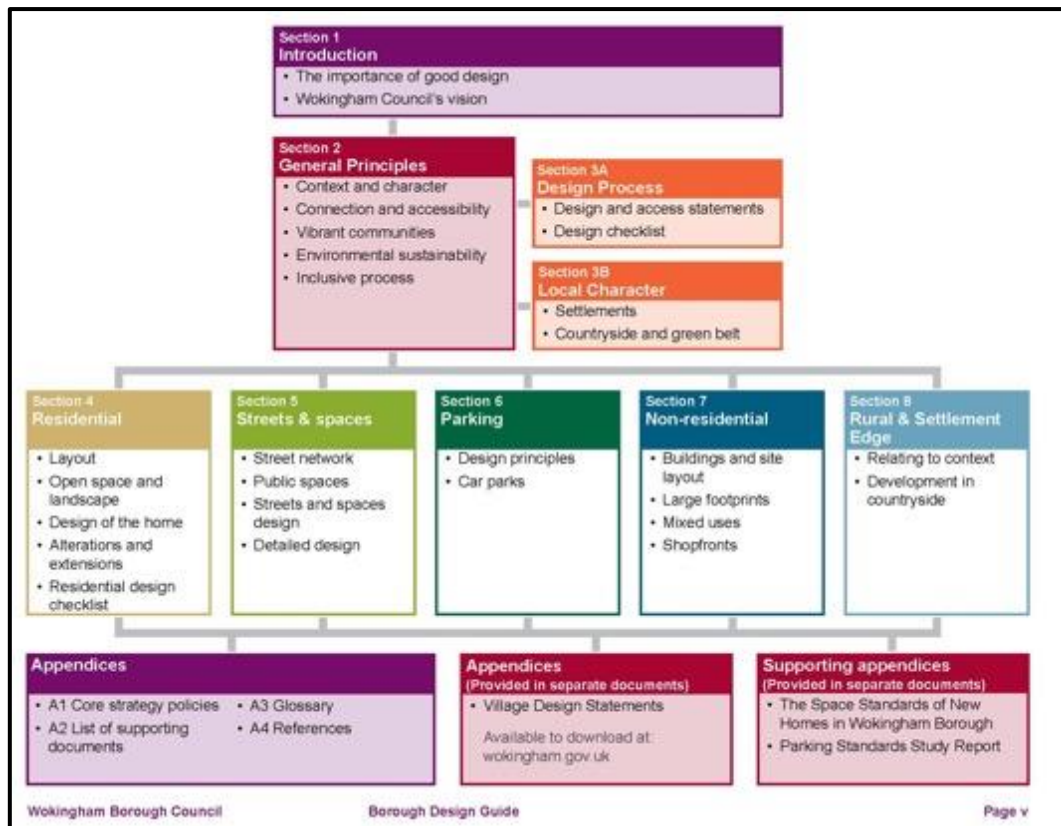 Section 1
Introduction
• The importance of good design
• Wokingham Council's vision
Section 2
General Principles
• Context and character
• Connection and accessibility
• Vibrant communities
• Environmental sustainability
• Inclusive process
Section 3A
Design Process
• Design and access statements
• Design checklist
Section 3B
Local Character
• Settlements
• Countryside and green belt
Section 4
Residential
• Layout
• Open space and
landscape
• Design of the home
• Alterations and
extensions
• Residential design
checklist
Section 5
Streets & spaces
• Street network
• Public spaces
• Streets and spaces
design
• Detailed design
Section 6
Parking
• Design principles
• Car parks
Section 7
Non-residential
• Buildings and site
layout
• Large footprints
• Mixed uses
• Shopfronts
Section 8
Rural & Settlement
Edge
• Relating to context
• Development in
countryside
Appendices
• A1 Core strategy policies
• A2 List of supporting
documents
• A3 Glossary
• A4 References
Appendices
(Provided in separate documents)
• Village Design Statements
Available to download at
wokingham.gov.uk
Supporting appendices
(Provided in separate documents)
• The Space Standards of New
Homes in Wokingham Borough
• Parking Standards Study Report
Wokingham Borough Council
Borough Design Guide
Page v